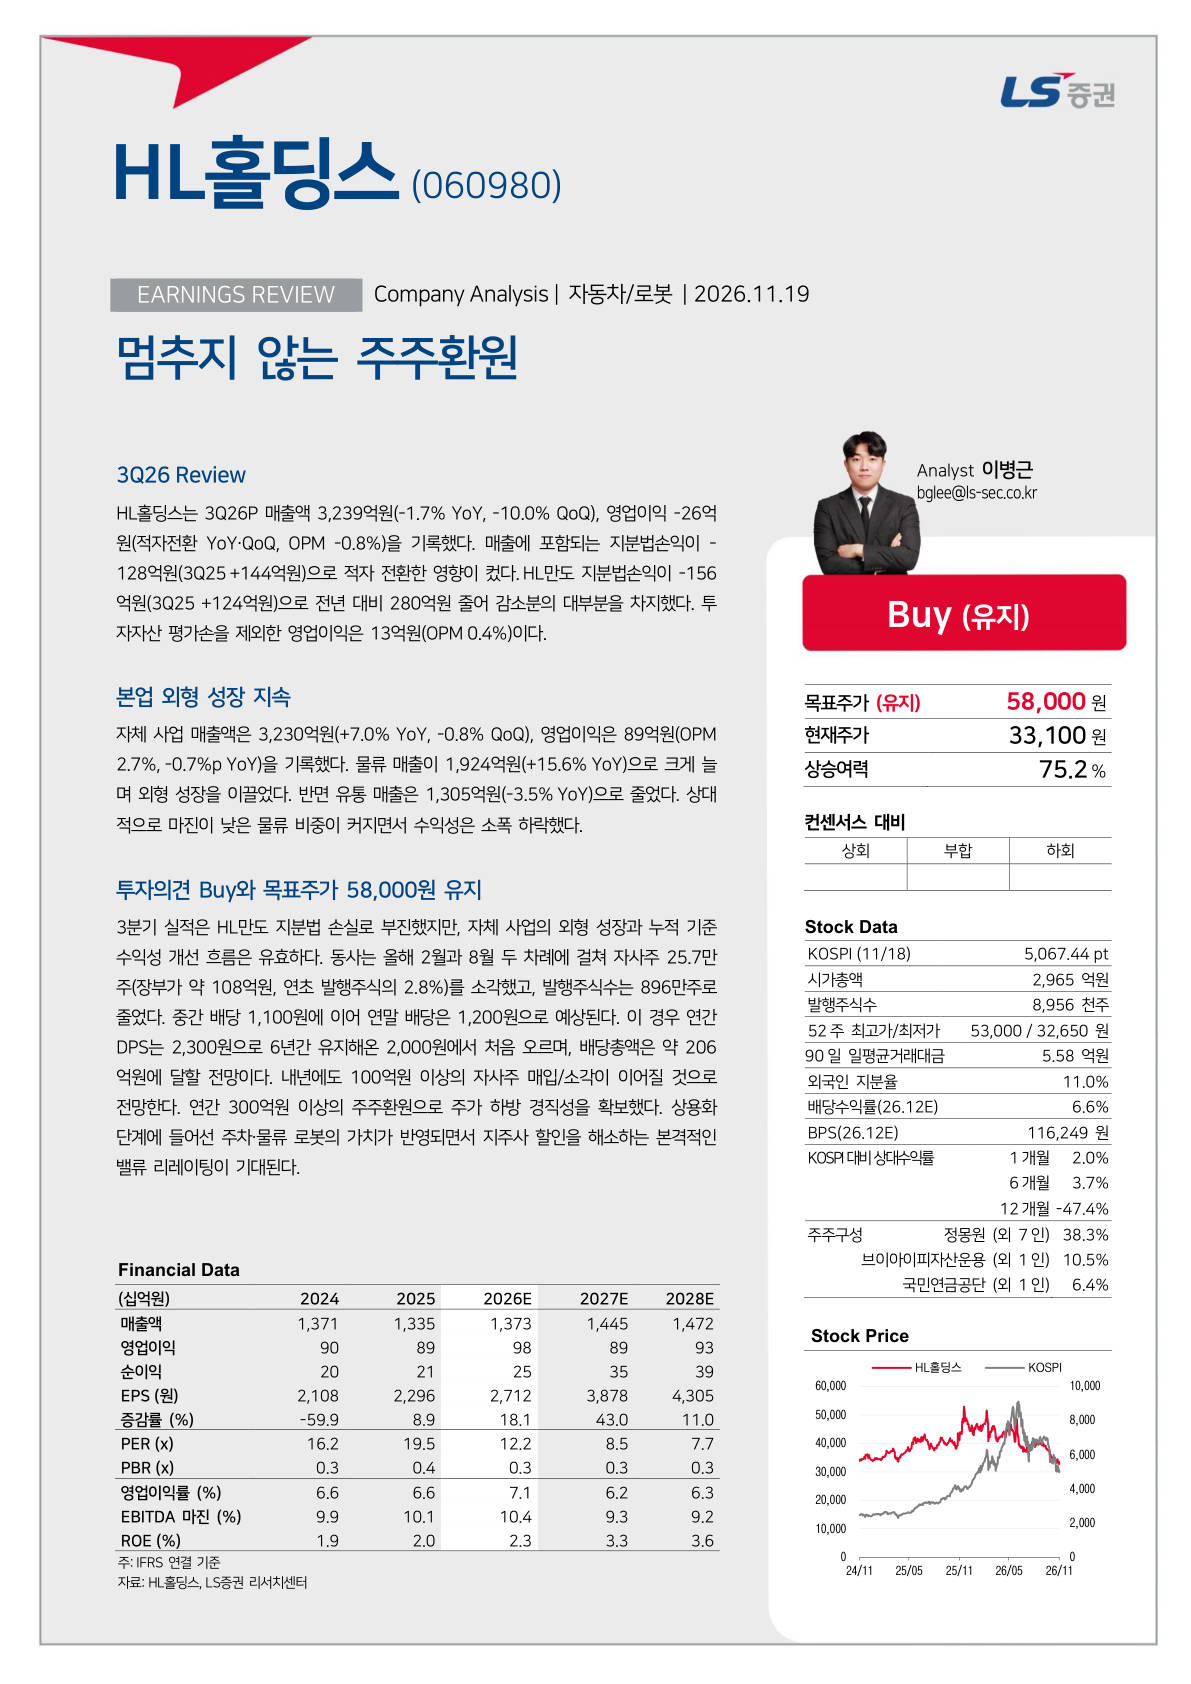 LS증권
HL홀딩스 (060980)
EARNINGS REVIEW Company Analysis | 자동차/로봇 | 2026.11.19
멈추지 않는 주주환원
3Q26 Review
HL홀딩스는 3Q26P 매출액 3,239억원(-1.7% YoY, -10.0% QoQ), 영업이익 -26억
원(적자전환 YoY·QoQ, OPM -0.8%)을 기록했다. 매출에 포함되는 지분법손익이 -
128억원(3Q25 +144억원)으로 적자 전환한 영향이 컸다. HL만도 지분법손익이 -156
억원(3Q25 +124억원)으로 전년 대비 280억원 줄어 감소분의 대부분을 차지했다. 투
자자산 평가손을 제외한 영업이익은 13억원(OPM 0.4%)이다.
본업 외형 성장 지속
자체 사업 매출액은 3,230억원(+7.0% YoY, -0.8% QoQ), 영업이익은 89억원(OPM
2.7%, -0.7%p YoY)을 기록했다. 물류 매출이 1,924억원(+15.6% YoY)으로 크게 늘
며 외형 성장을 이끌었다. 반면 유통 매출은 1,305억원(-3.5% YoY)으로 줄었다. 상대
적으로 마진이 낮은 물류 비중이 커지면서 수익성은 소폭 하락했다.
투자의견 Buy와 목표주가 58,000원 유지
3분기 실적은 HL만도 지분법 손실로 부진했지만, 자체 사업의 외형 성장과 누적 기준
수익성 개선 흐름은 유효하다. 동사는 올해 2월과 8월 두 차례에 걸쳐 자사주 25.7만
주(장부가 약 108억원, 연초 발행주식의 2.8%)를 소각했고, 발행주식수는 896만주로
줄었다. 중간 배당 1,100원에 이어 연말 배당은 1,200원으로 예상된다. 이 경우 연간
DPS는 2,300원으로 6년간 유지해온 2,000원에서 처음 오르며, 배당총액은 약 206
억원에 달할 전망이다. 내년에도 100억원 이상의 자사주 매입/소각이 이어질 것으로
전망한다. 연간 300억원 이상의 주주환원으로 주가 하방 경직성을 확보했다. 상용화
단계에 들어선 주차·물류 로봇의 가치가 반영되면서 지주사 할인을 해소하는 본격적인
밸류 리레이팅이 기대된다.
Financial Data
(십억원) 2024 2025 2026E 2027E 2028E
매출액 1,371 1,335 1,373 1,445 1,472
영업이익 90 89 98 89 93
순이익 20 21 25 35 39
EPS (원) 2,108 2,296 2,712 3,878 4,305
증감률 (%) -59.9 8.9 18.1 43.0 11.0
PER (x) 16.2 19.5 12.2 8.5 7.7
PBR (x) 0.3 0.4 0.3 0.3 0.3
영업이익률 (%) 6.6 6.6 7.1 6.2 6.3
EBITDA 마진 (%) 9.9 10.1 10.4 9.3 9.2
ROE (%) 1.9 2.0 2.3 3.3 3.6
주: IFRS 연결 기준
자료: HL홀딩스, LS증권 리서치센터
Analyst 이병근
bglee@ls-sec.co.kr
Buy (유지)
목표주가 (유지) 58,000 원
현재주가 33,100 원
상승여력 75.2 %
컨센서스 대비
상회 부합 하회
Stock Data
KOSPI (11/18) 5,067.44 pt
시가총액 2,965 억원
발행주식수 8,956 천주
52주 최고가/최저가 53,000 / 32,650 원
90일 일평균거래대금 5.58 억원
외국인 지분율 11.0%
배당수익률(26.12E) 6.6%
BPS(26.12E) 116,249 원
KOSPI 대비 상대수익률 1개월 2.0%
6개월 3.7%
12개월 -47.4%
주주구성 정몽원 (외 7인) 38.3%
브이아이피자산운용 (외 1인) 10.5%
국민연금공단 (외 1인) 6.4%
Stock Price
HL홀딩스 KOSPI
60,000 10,000
50,000 8,000
40,000 6,000
30,000 4,000
20,000 2,000
10,000
0 0
24/11 25/05 25/11 26/05 26/11